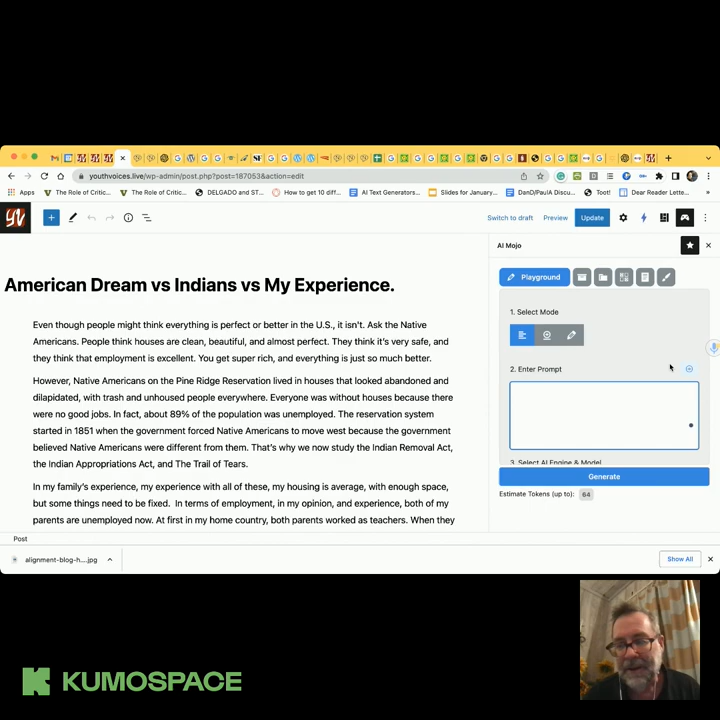 youthvoices.live/wp-admin/post.php?post=187053&action=edit
Apps
The Role of Critic...
The Role of Critic...
DELGADO and ST...
How to get 10 diff...
AI Text Generators...
Slides for January...
DanD/PaulA Discu...
Toot!
Dear Reader Lette...
YV
Switch to draft
Preview
Update
AI Mojo
Playground
American Dream vs Indians vs My Experience.
Even though people might think everything is perfect or better in the U.S., it isn't. Ask the Native
Americans. People think houses are clean, beautiful, and almost perfect. They think it's very safe, and
they think that employment is excellent. You get super rich, and everything is just so much better.
However, Native Americans on the Pine Ridge Reservation lived in houses that looked abandoned and
dilapidated, with trash and unhoused people everywhere. Everyone was without houses because there
were no good jobs. In fact, about 89% of the population was unemployed. The reservation system
started in 1851 when the government forced Native Americans to move west because the government
believed Native Americans were different from them. That's why we now study the Indian Removal Act,
the Indian Appropriations Act, and The Trail of Tears.
In my family's experience, my experience with all of these, my housing is average, with enough space,
but some things need to be fixed. In terms of employment, in my opinion, and experience, both of my
parents are unemployed now. At first in my home country, both parents worked as teachers. When they
1. Select Mode
2. Enter Prompt
3. Select AI Engine & Model
Generate
Estimate Tokens (up to):
64
Post
alignment-blog-h....jpg
Show All
KUMOSPACE